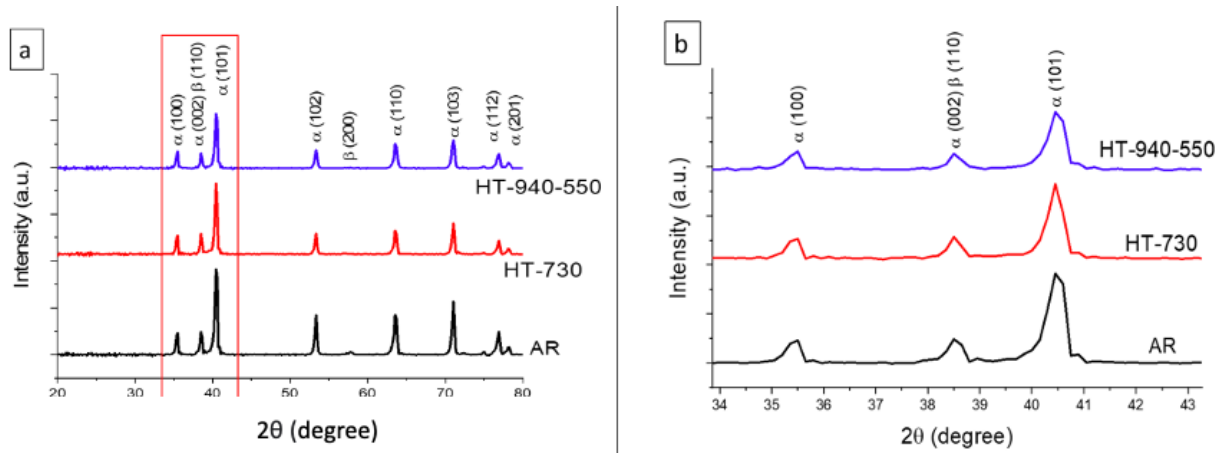 a
α (100)
α (002) β (110)
α (101)
α (102)
β (200)
α (110)
α (103)
α (112)
α (201)
HT-940-550
HT-730
AR
Intensity (a.u.)
20 30 40 50 60 70 80
2θ (degree)
b
α (100)
α (002) β (110)
α (101)
HT-940-550
HT-730
AR
Intensity (a.u.)
34 35 36 37 38 39 40 41 42 43
2θ (degree)